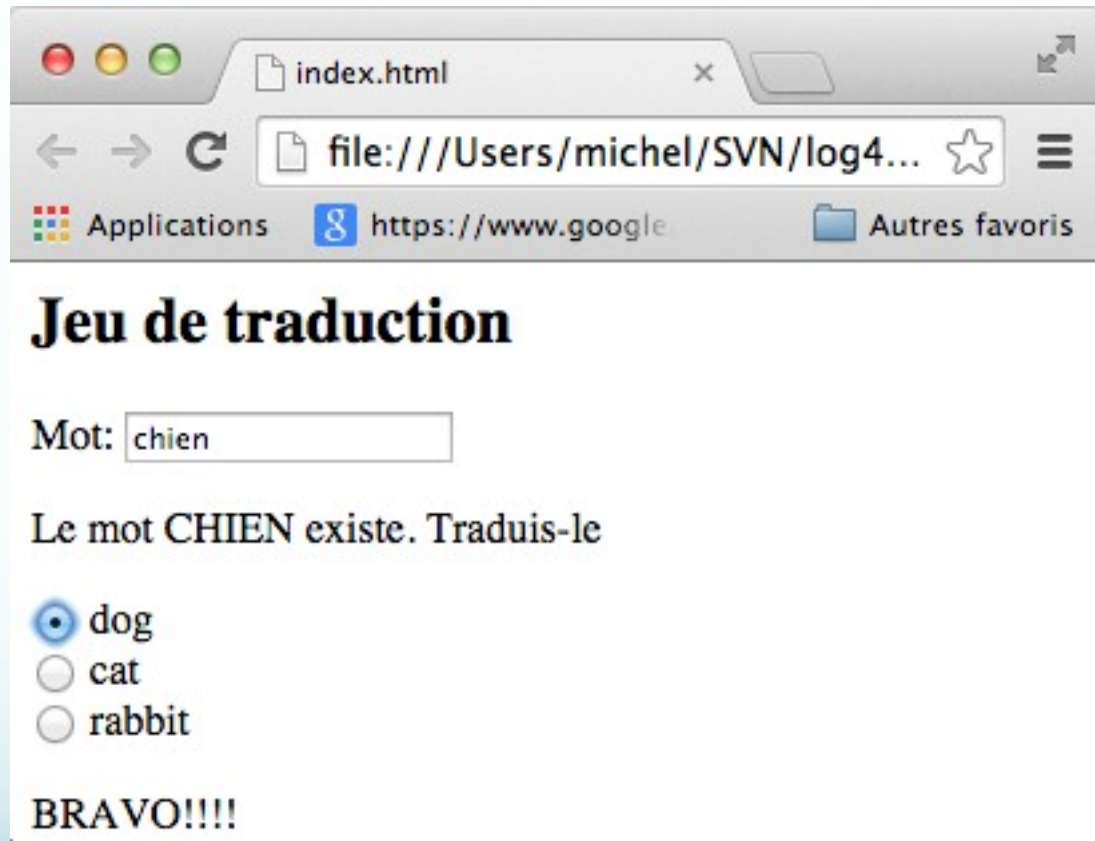 index.html
file:///Users/michel/SVN/log4...
Applications https://www.google. Autres favoris
Jeu de traduction
Mot: chien
Le mot CHIEN existe. Traduis-le
dog
cat
rabbit
BRAVO!!!!